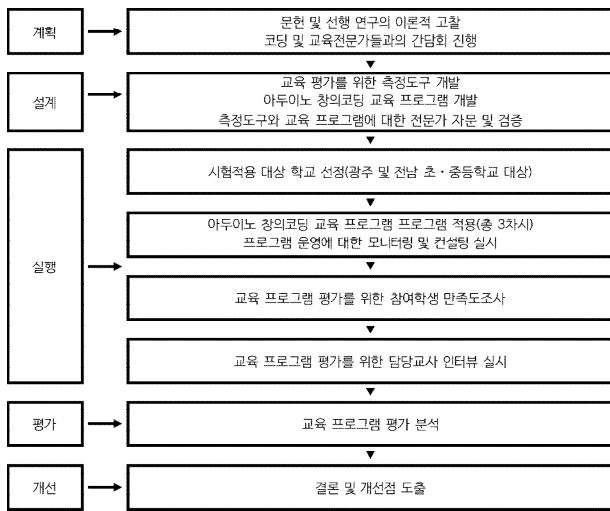 계획
문헌 및 선행 연구의 이론적 고찰
코딩 및 교육전문가들과의 간담회 진행
설계
교육 평가를 위한 측정도구 개발
아두이노 창의코딩 교육 프로그램 개발
측정도구와 교육 프로그램에 대한 전문가 자문 및 검증
실행
시험적용 대상 학교 선정(광주 및 전남 초・중등학교 대상)
아두이노 창의코딩 교육 프로그램 프로그램 적용(총 3차시)
프로그램 운영에 대한 모니터링 및 컨설팅 실시
교육 프로그램 평가를 위한 참여학생 만족도조사
교육 프로그램 평가를 위한 담당교사 인터뷰 실시
평가
교육 프로그램 평가 분석
개선
결론 및 개선점 도출